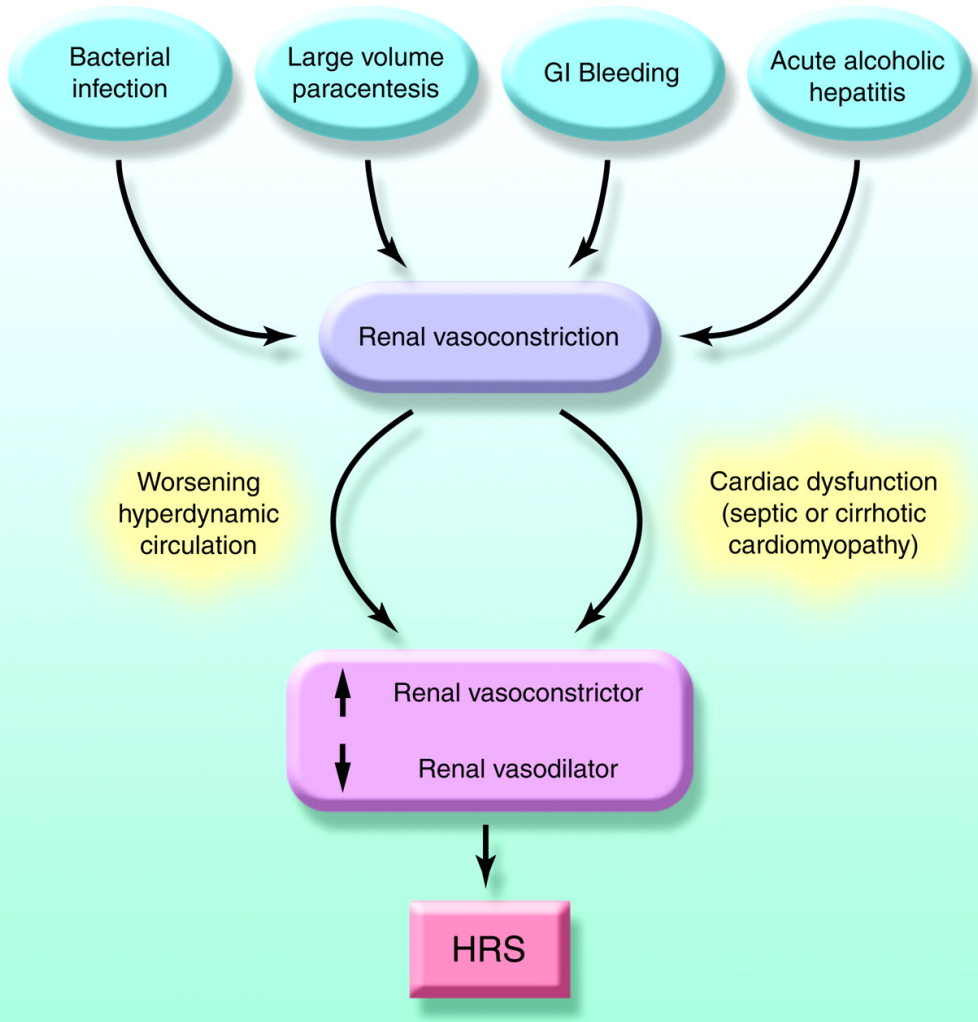 Bacterial
infection
Large volume
paracentesis
GI Bleeding
Acute alcoholic
hepatitis
Renal vasoconstriction
Worsening
hyperdynamic
circulation
Cardiac dysfunction
(septic or cirrhotic
cardiomyopathy)
Renal vasoconstrictor
Renal vasodilator
HRS